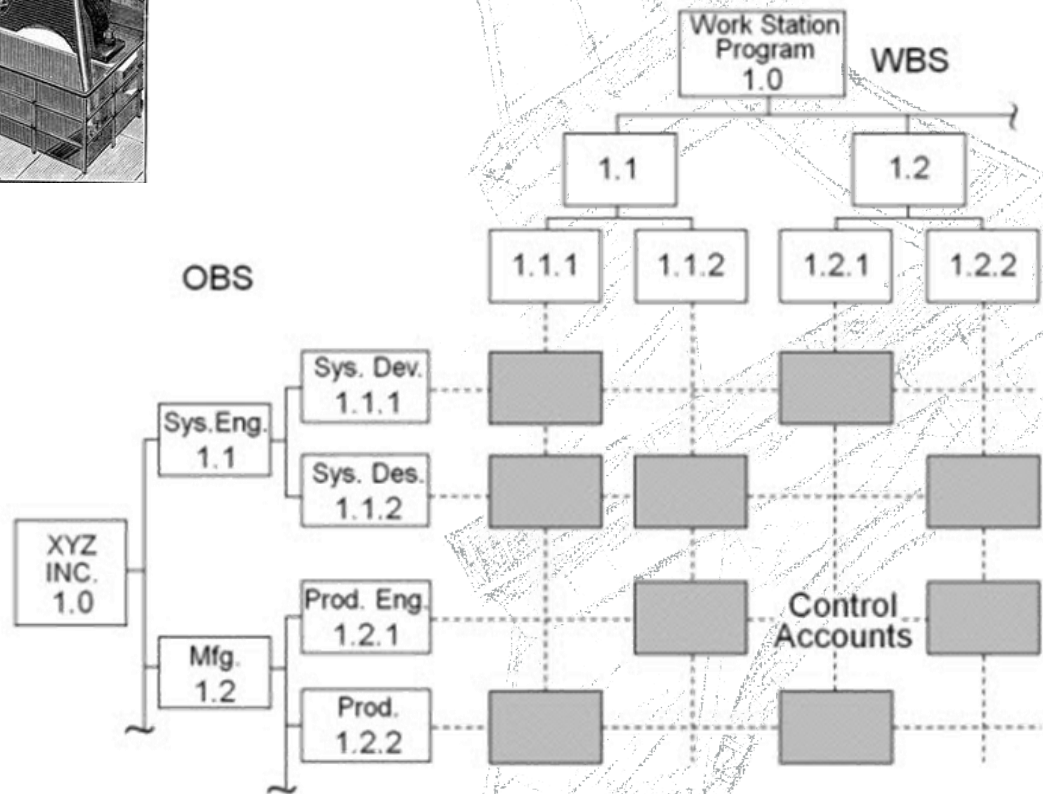 Work Station
Program
1.0
WBS
1.1
1.2
1.1.1
1.1.2
1.2.1
1.2.2
OBS
Sys. Dev.
1.1.1
Sys.Eng.
1.1
Sys. Des.
1.1.2
XYZ
INC.
1.0
Prod. Eng.
1.2.1
Control
Accounts
Mfg.
1.2
Prod.
1.2.2